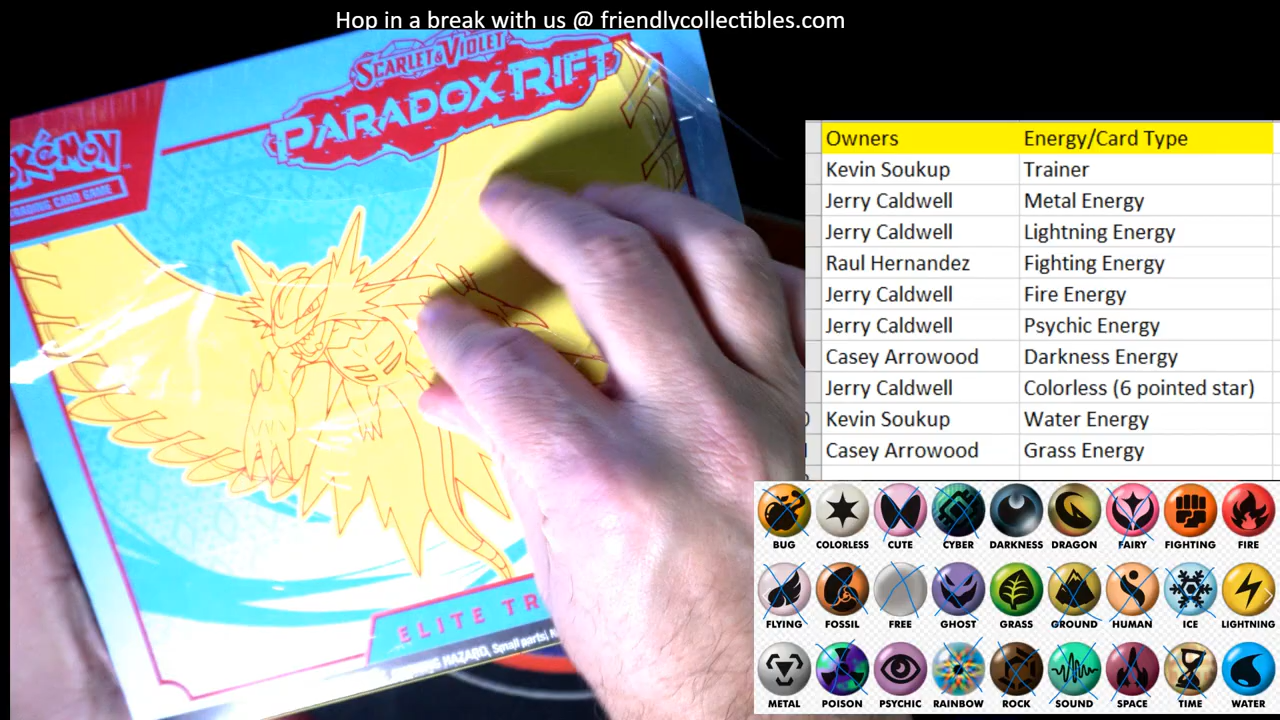 Hop in a break with us @ friendlycollectibles.com
SCARLET & VIOLET
PARADOX RIFT
POKéMON
TRADING CARD GAME
ELITE TR
HAZARD, Small parts
Owners Energy/Card Type
Kevin Soukup Trainer
Jerry Caldwell Metal Energy
Jerry Caldwell Lightning Energy
Raul Hernandez Fighting Energy
Jerry Caldwell Fire Energy
Jerry Caldwell Psychic Energy
Casey Arrowood Darkness Energy
Jerry Caldwell Colorless (6 pointed star)
Kevin Soukup Water Energy
Casey Arrowood Grass Energy
BUG COLORLESS CUTE CYBER DARKNESS DRAGON FAIRY FIGHTING FIRE
FLYING FOSSIL FREE GHOST GRASS GROUND HUMAN ICE LIGHTNING
METAL POISON PSYCHIC RAINBOW ROCK SOUND SPACE TIME WATER